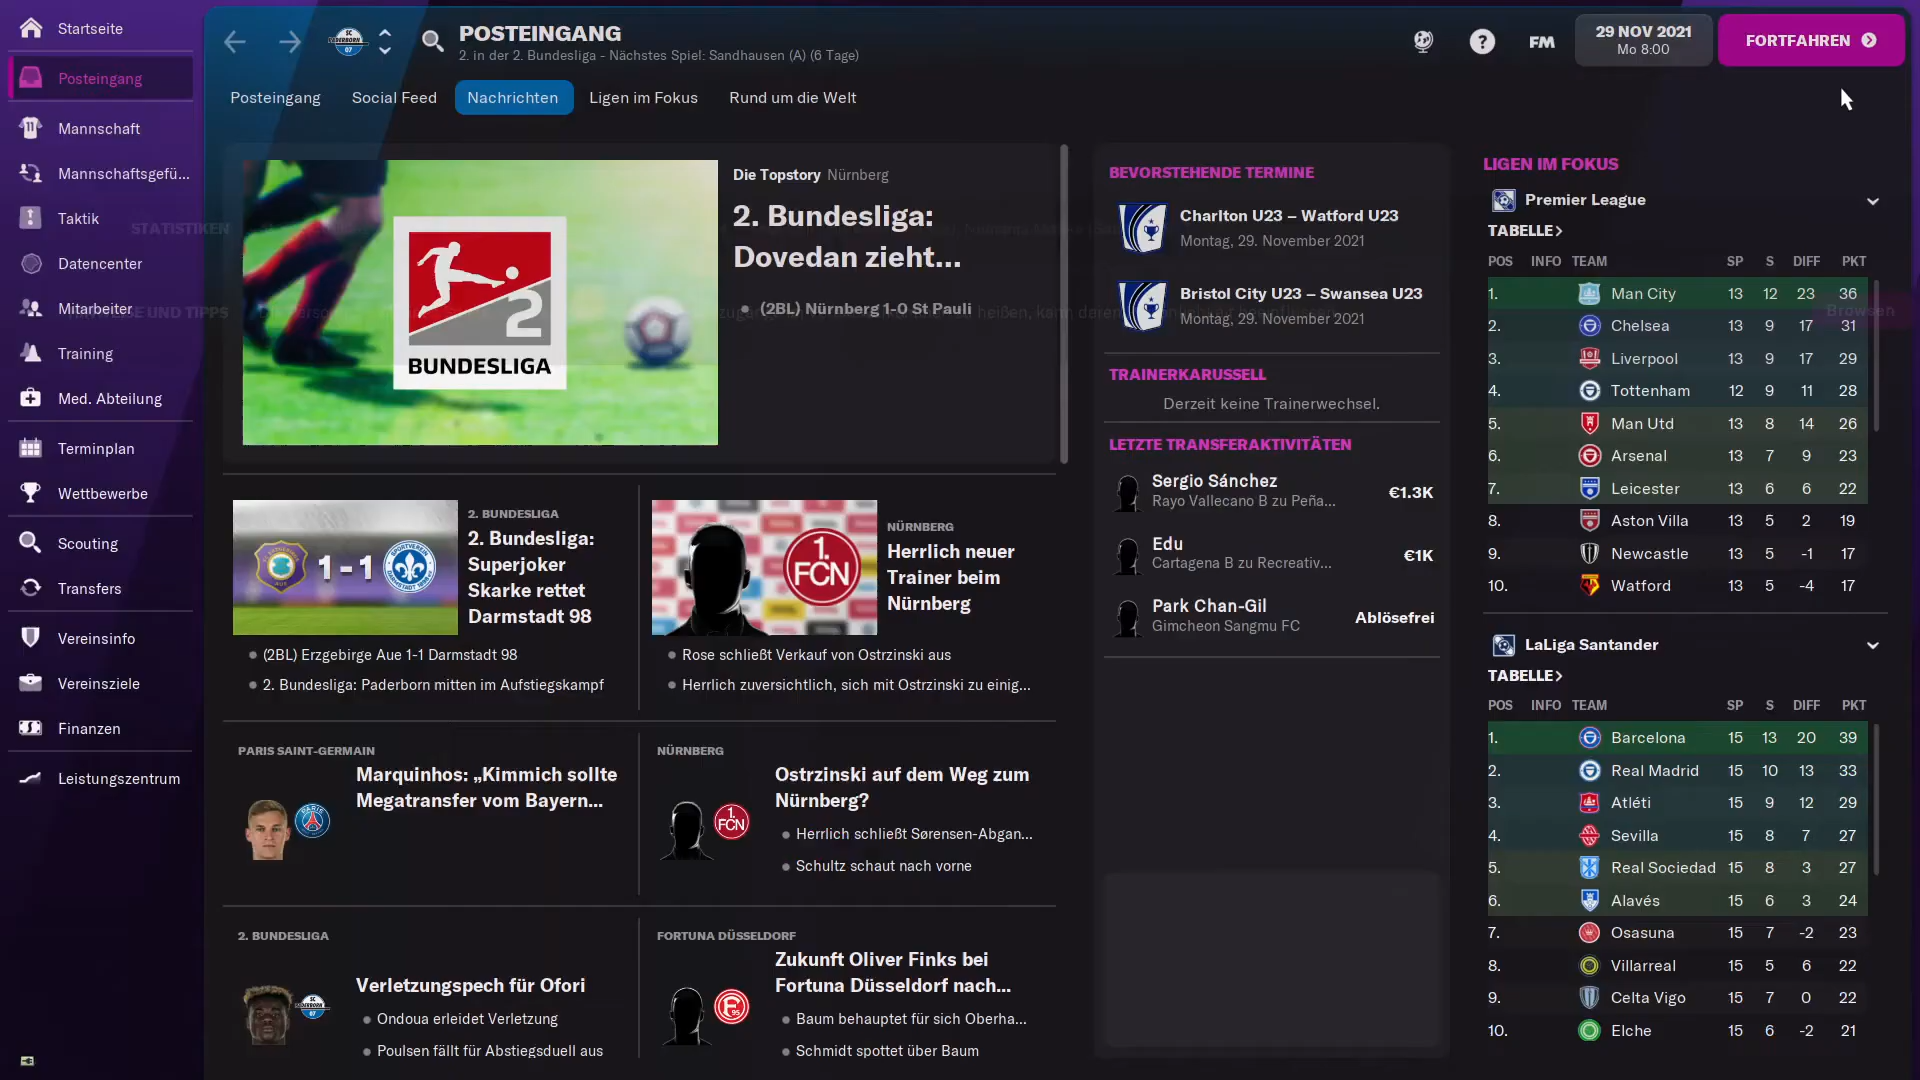 Startseite
Posteingang
Mannschaft
Mannschaftsgefü...
Taktik
Datencenter
Mitarbeiter
Training
Med. Abteilung
Terminplan
Wettbewerbe
Scouting
Transfers
Vereinsinfo
Vereinsziele
Finanzen
Leistungszentrum
POSTEINGANG
2. in der 2. Bundesliga - Nächstes Spiel: Sandhausen (A) (6 Tage)
FM
29 NOV 2021
Mo 8:00
FORTFAHREN
Posteingang
Social Feed
Nachrichten
Ligen im Fokus
Rund um die Welt
STATISTIKEN
UND TIPPS
Browsen
2
BUNDESLIGA
Die Topstory Nürnberg
2. Bundesliga:
Dovedan zieht...
(2BL) Nürnberg 1-0 St Pauli
1 - 1
2. BUNDESLIGA
2. Bundesliga:
Superjoker
Skarke rettet
Darmstadt 98
(2BL) Erzgebirge Aue 1-1 Darmstadt 98
2. Bundesliga: Paderborn mitten im Aufstiegskampf
1.
FCN
NÜRNBERG
Herrlich neuer
Trainer beim
Nürnberg
Rose schließt Verkauf von Ostrzinski aus
Herrlich zuversichtlich, sich mit Ostrzinski zu einig...
PARIS SAINT-GERMAIN
Marquinhos: „Kimmich sollte
Megatransfer vom Bayern...
NÜRNBERG
Ostrzinski auf dem Weg zum
Nürnberg?
Herrlich schließt Sørensen-Abgan...
Schultz schaut nach vorne
2. BUNDESLIGA
Verletzungspech für Ofori
Ondoua erleidet Verletzung
Poulsen fällt für Abstiegsduell aus
FORTUNA DÜSSELDORF
Zukunft Oliver Finks bei
Fortuna Düsseldorf nach...
Baum behauptet für sich Oberha...
Schmidt spottet über Baum
BEVORSTEHENDE TERMINE
Charlton U23 – Watford U23
Montag, 29. November 2021
Bristol City U23 – Swansea U23
Montag, 29. November 2021
TRAINERKARUSSELL
Derzeit keine Trainerwechsel.
LETZTE TRANSFERAKTIVITÄTEN
Sergio Sánchez
Rayo Vallecano B zu Peña...
€1.3K
Edu
Cartagena B zu Recreativ...
€1K
Park Chan-Gil
Gimcheon Sangmu FC
Ablösefrei
LIGEN IM FOKUS
Premier League
TABELLE>
POS INFO TEAM SP S DIFF PKT
1. Man City 13 12 23 36
2. Chelsea 13 9 17 31
3. Liverpool 13 9 17 29
4. Tottenham 12 9 11 28
5. Man Utd 13 8 14 26
6. Arsenal 13 7 9 23
7. Leicester 13 6 6 22
8. Aston Villa 13 5 2 19
9. Newcastle 13 5 -1 17
10. Watford 13 5 -4 17
LaLiga Santander
TABELLE>
POS INFO TEAM SP S DIFF PKT
1. Barcelona 15 13 20 39
2. Real Madrid 15 10 13 33
3. Atléti 15 9 12 29
4. Sevilla 15 8 7 27
5. Real Sociedad 15 8 3 27
6. Alavés 15 6 3 24
7. Osasuna 15 7 -2 23
8. Villarreal 15 5 6 22
9. Celta Vigo 15 7 0 22
10. Elche 15 6 -2 21